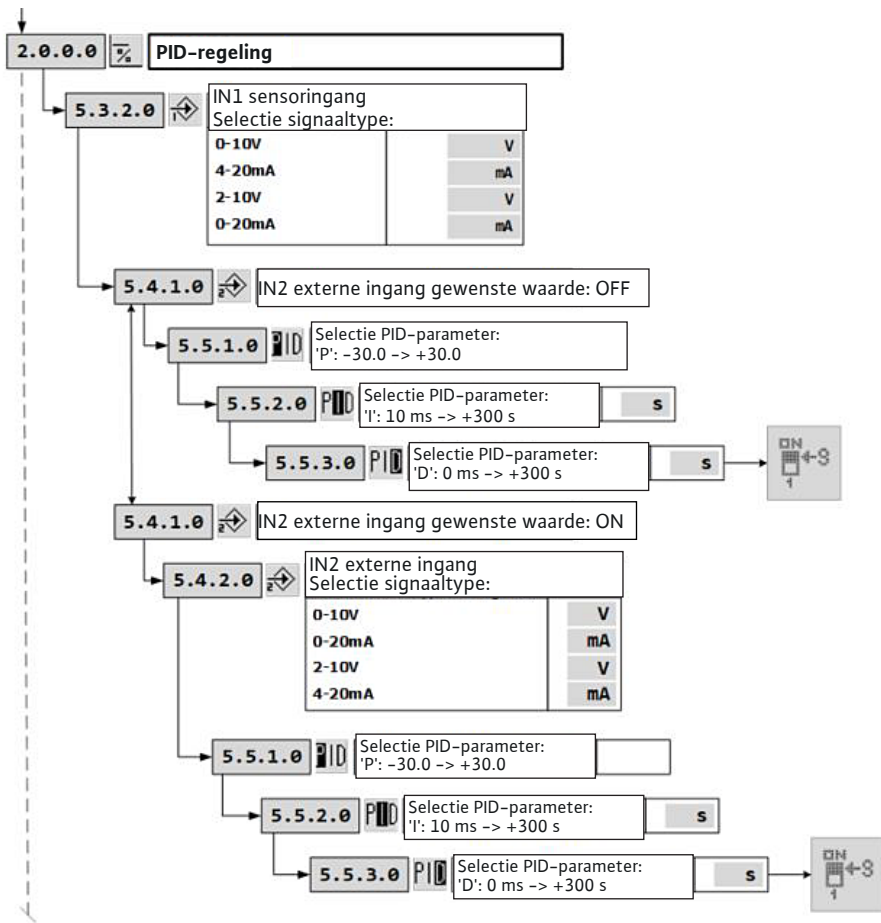 2.0.0.0 PID-regeling
5.3.2.0 1 IN1 sensoringang
Selectie signaaltype:
0-10V V
4-20mA mA
2-10V V
0-20mA mA
5.4.1.0 2 IN2 externe ingang gewenste waarde: OFF
5.5.1.0 PID Selectie PID-parameter:
'P': -30.0 -> +30.0
5.5.2.0 PID Selectie PID-parameter:
'I': 10 ms -> +300 s
s
5.5.3.0 PID Selectie PID-parameter:
'D': 0 ms -> +300 s
s
ON
S
1
5.4.1.0 2 IN2 externe ingang gewenste waarde: ON
5.4.2.0 2 IN2 externe ingang
Selectie signaaltype:
0-10V V
0-20mA mA
2-10V V
4-20mA mA
5.5.1.0 PID Selectie PID-parameter:
'P': -30.0 -> +30.0
5.5.2.0 PID Selectie PID-parameter:
'I': 10 ms -> +300 s
s
5.5.3.0 PID Selectie PID-parameter:
'D': 0 ms -> +300 s
s
ON
S
1